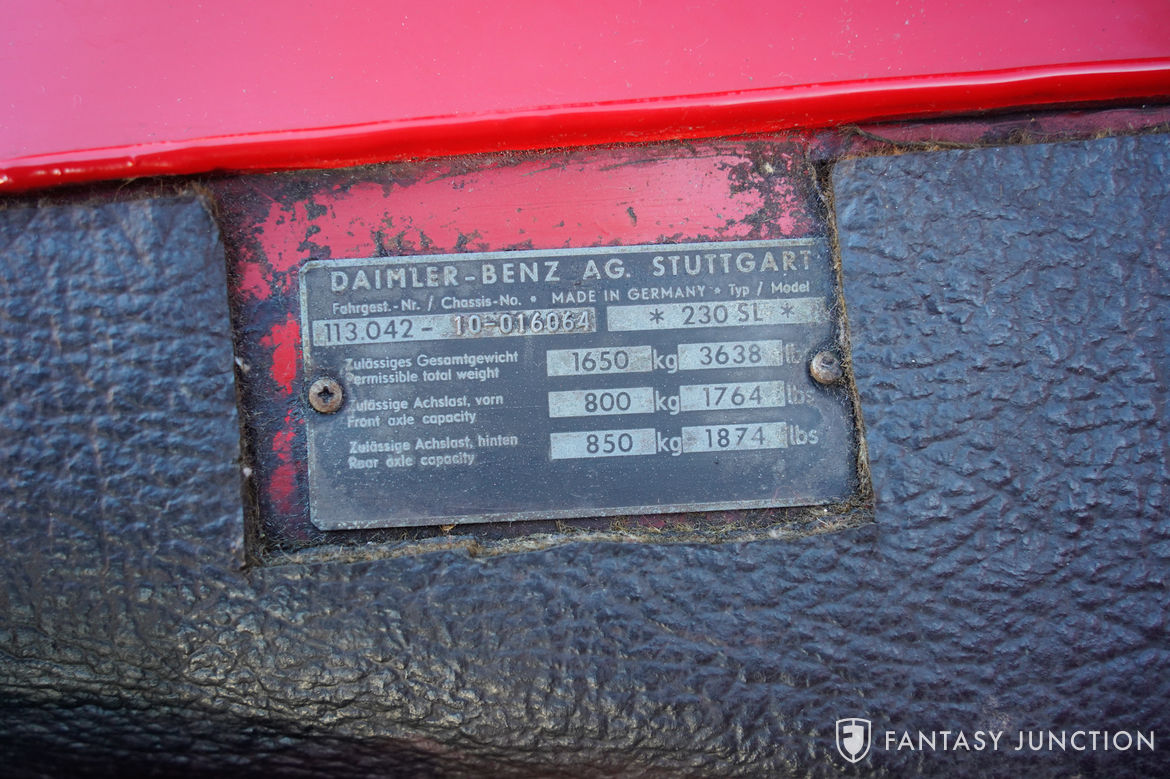 DAIMLER-BENZ AG. STUTTGART
Fahrgest.-Nr. / Chassis-No. • MADE IN GERMANY • Typ / Model
113.042 - 10-016064 * 230 SL *
Zulässiges Gesamtgewicht
Permissible total weight
1650 kg 3638 lb
Zulässige Achslast, vorn
Front axle capacity
800 kg 1764 lbs
Zulässige Achslast, hinten
Rear axle capacity
850 kg 1874 lbs
FANTASY JUNCTION